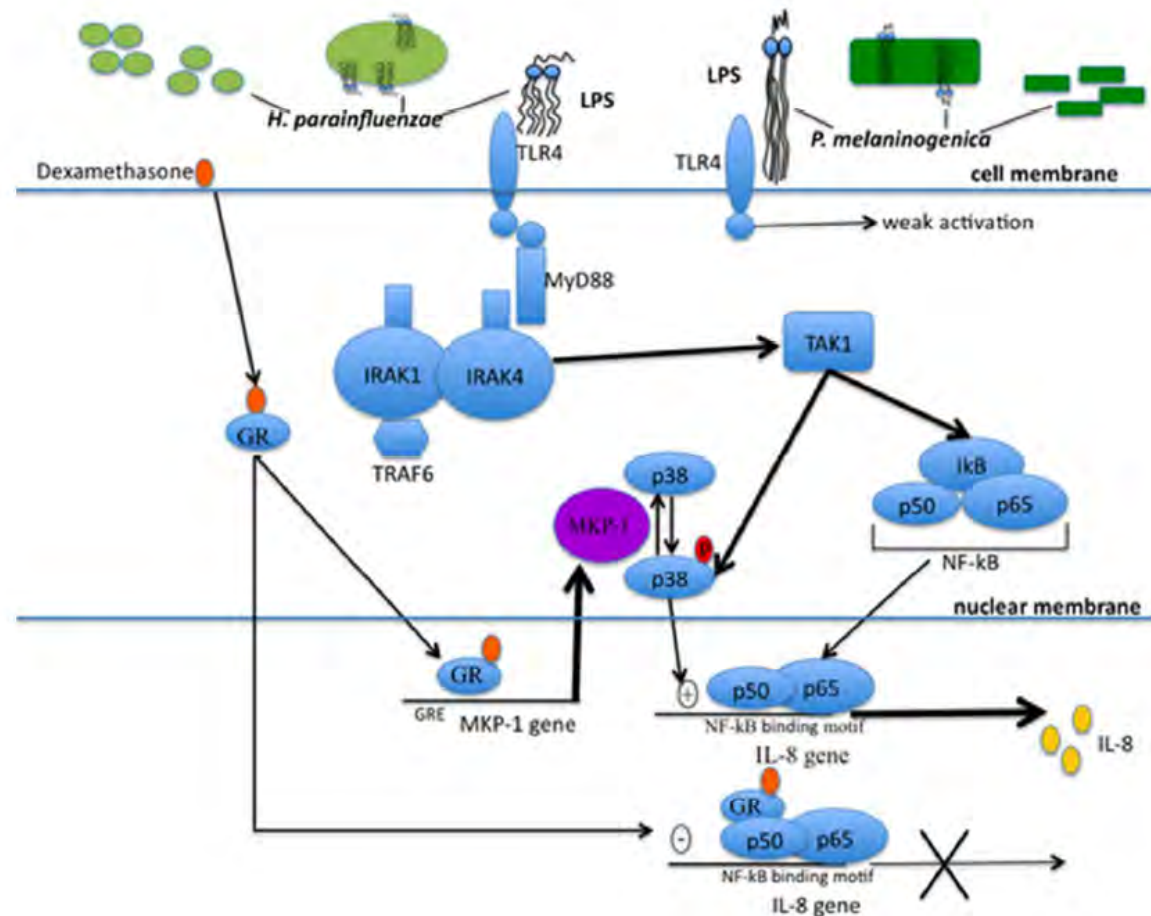 LPS
LPS
H. parainfluenzae
P. melaninogenica
TLR4
TLR4
Dexamethasone
cell membrane
weak activation
MyD88
TAK1
IRAK1
IRAK4
GR
TRAF6
IkB
p38
p50
p65
MKP-1
P
NF-kB
p38
nuclear membrane
GR
p50
p65
+
GRE
MKP-1 gene
NF-kB binding motif
IL-8
IL-8 gene
GR
-
p50
p65
NF-kB binding motif
IL-8 gene